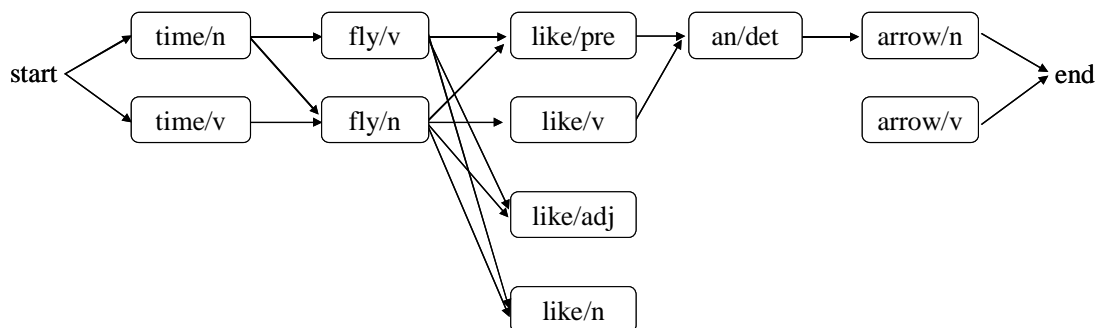 time/n fly/v like/pre an/det arrow/n
start end
time/v fly/n like/v arrow/v
like/adj
like/n